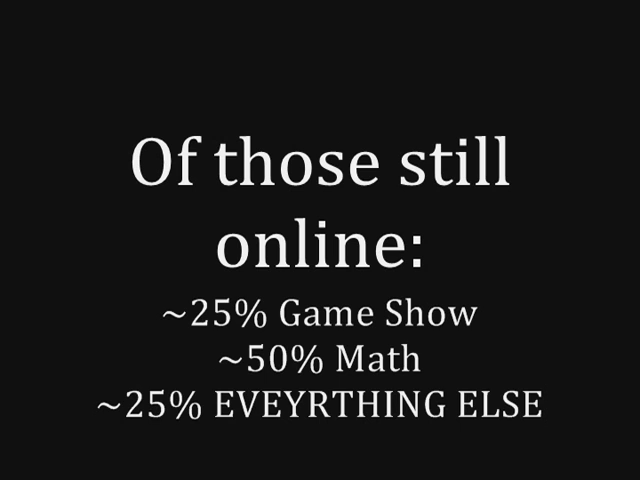 Of those still
online:
~25% Game Show
~50% Math
~25% EVEYRTHING ELSE